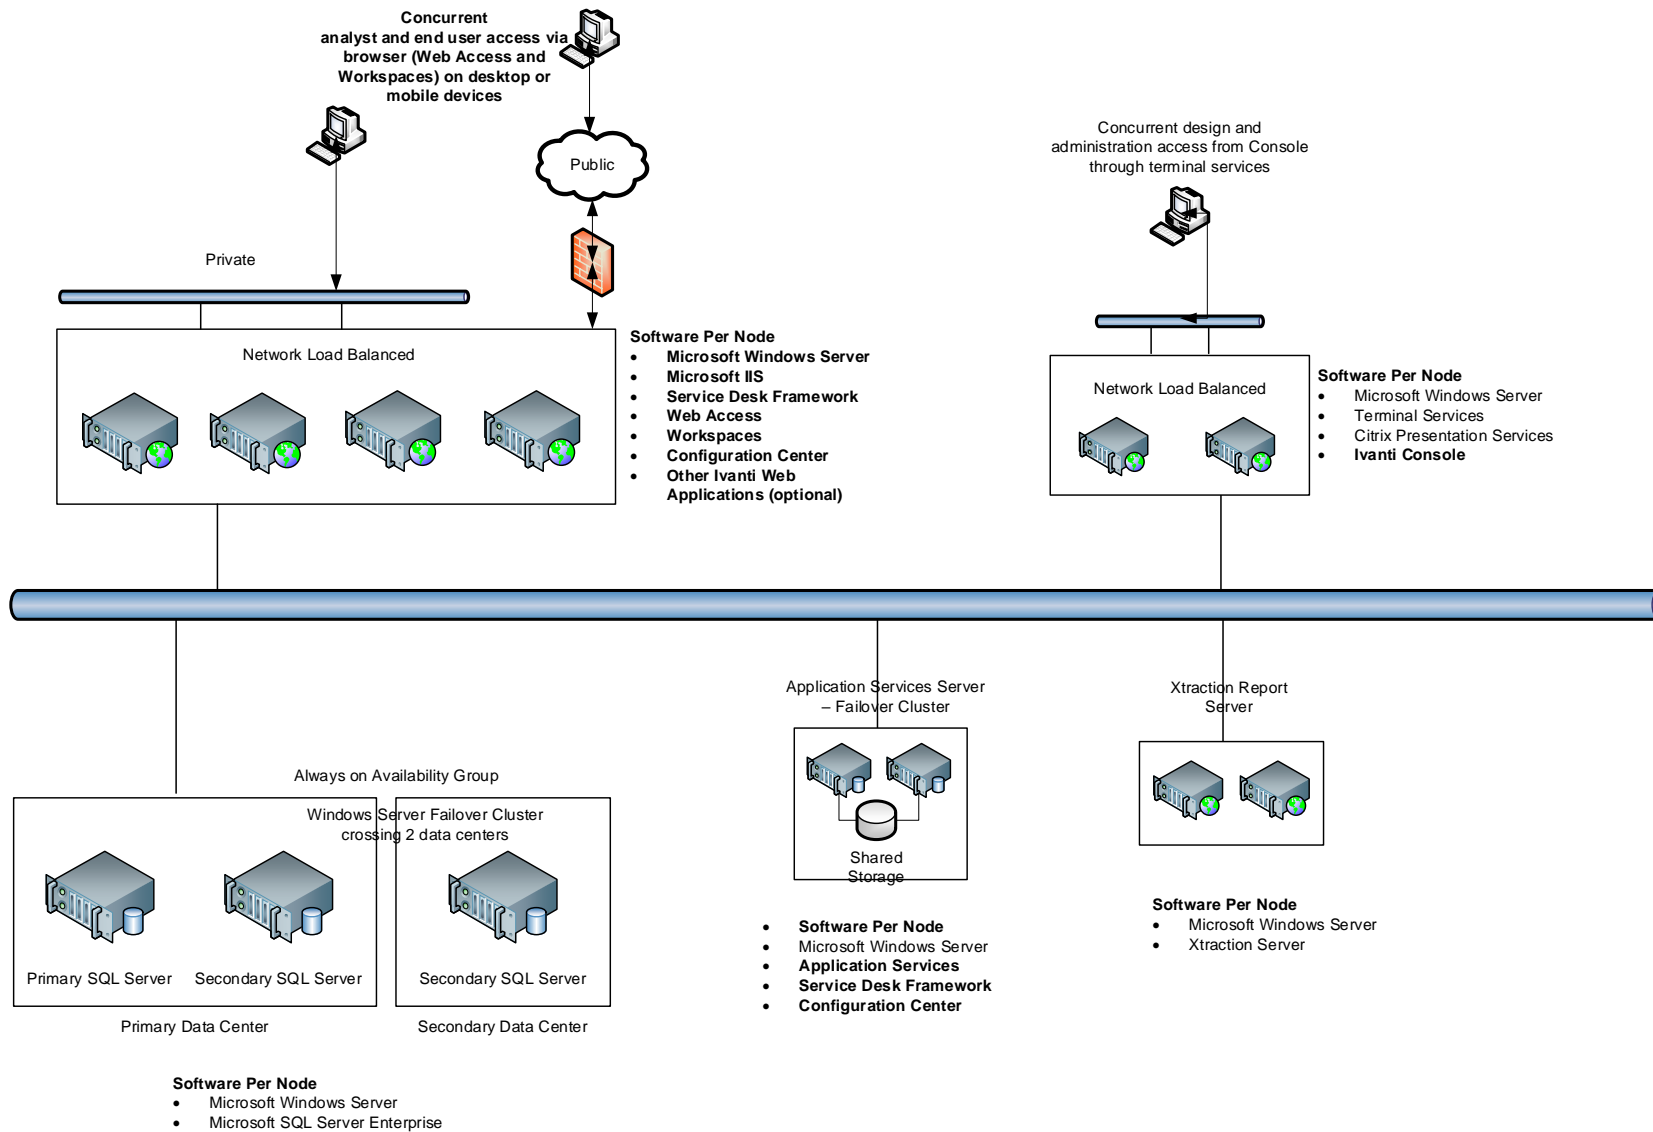 Concurrent
analyst and end user access via
browser (Web Access and
Workspaces) on desktop or
mobile devices
Public
Private
Concurrent design and
administration access from Console
through terminal services
Network Load Balanced
Software Per Node
• Microsoft Windows Server
• Microsoft IIS
• Service Desk Framework
• Web Access
• Workspaces
• Configuration Center
• Other Ivanti Web
Applications (optional)
Network Load Balanced
Software Per Node
• Microsoft Windows Server
• Terminal Services
• Citrix Presentation Services
• Ivanti Console
Always on Availability Group
Windows Server Failover Cluster
crossing 2 data centers
Primary SQL Server
Secondary SQL Server
Secondary SQL Server
Primary Data Center
Secondary Data Center
Software Per Node
• Microsoft Windows Server
• Microsoft SQL Server Enterprise
Application Services Server
– Failover Cluster
Shared
Storage
• Software Per Node
• Microsoft Windows Server
• Application Services
• Service Desk Framework
• Configuration Center
Xtraction Report
Server
Software Per Node
• Microsoft Windows Server
• Xtraction Server